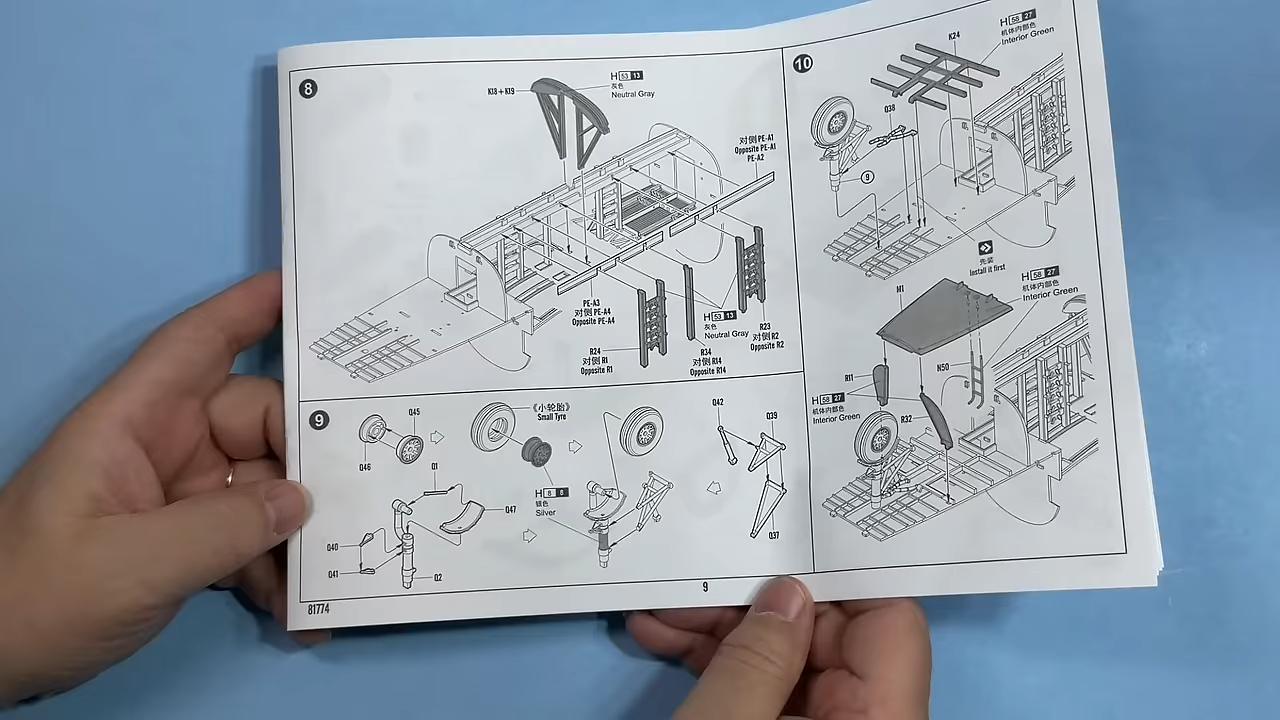 8
K18+K19
H 53 13
灰色
Neutral Gray
对侧 PE-A1
Opposite PE-A1
PE-A2
PE-A3
对侧 PE-A4
Opposite PE-A4
R24
对侧 R1
Opposite R1
H 53 13
灰色
Neutral Gray
R34
对侧 R14
Opposite R14
R23
对侧 R2
Opposite R2
9
Q45
Q46
《小轮胎》
Small Tyre
H 8 8
银色
Silver
Q1
Q47
Q40
Q41
Q2
Q42
Q39
Q37
10
K24
H 58 27
机体内部色
Interior Green
Q38
9
先装
Install it first
M1
H 58 27
机体内部色
Interior Green
N50
R11
H 58 27
机体内部色
Interior Green
R32
81774
9